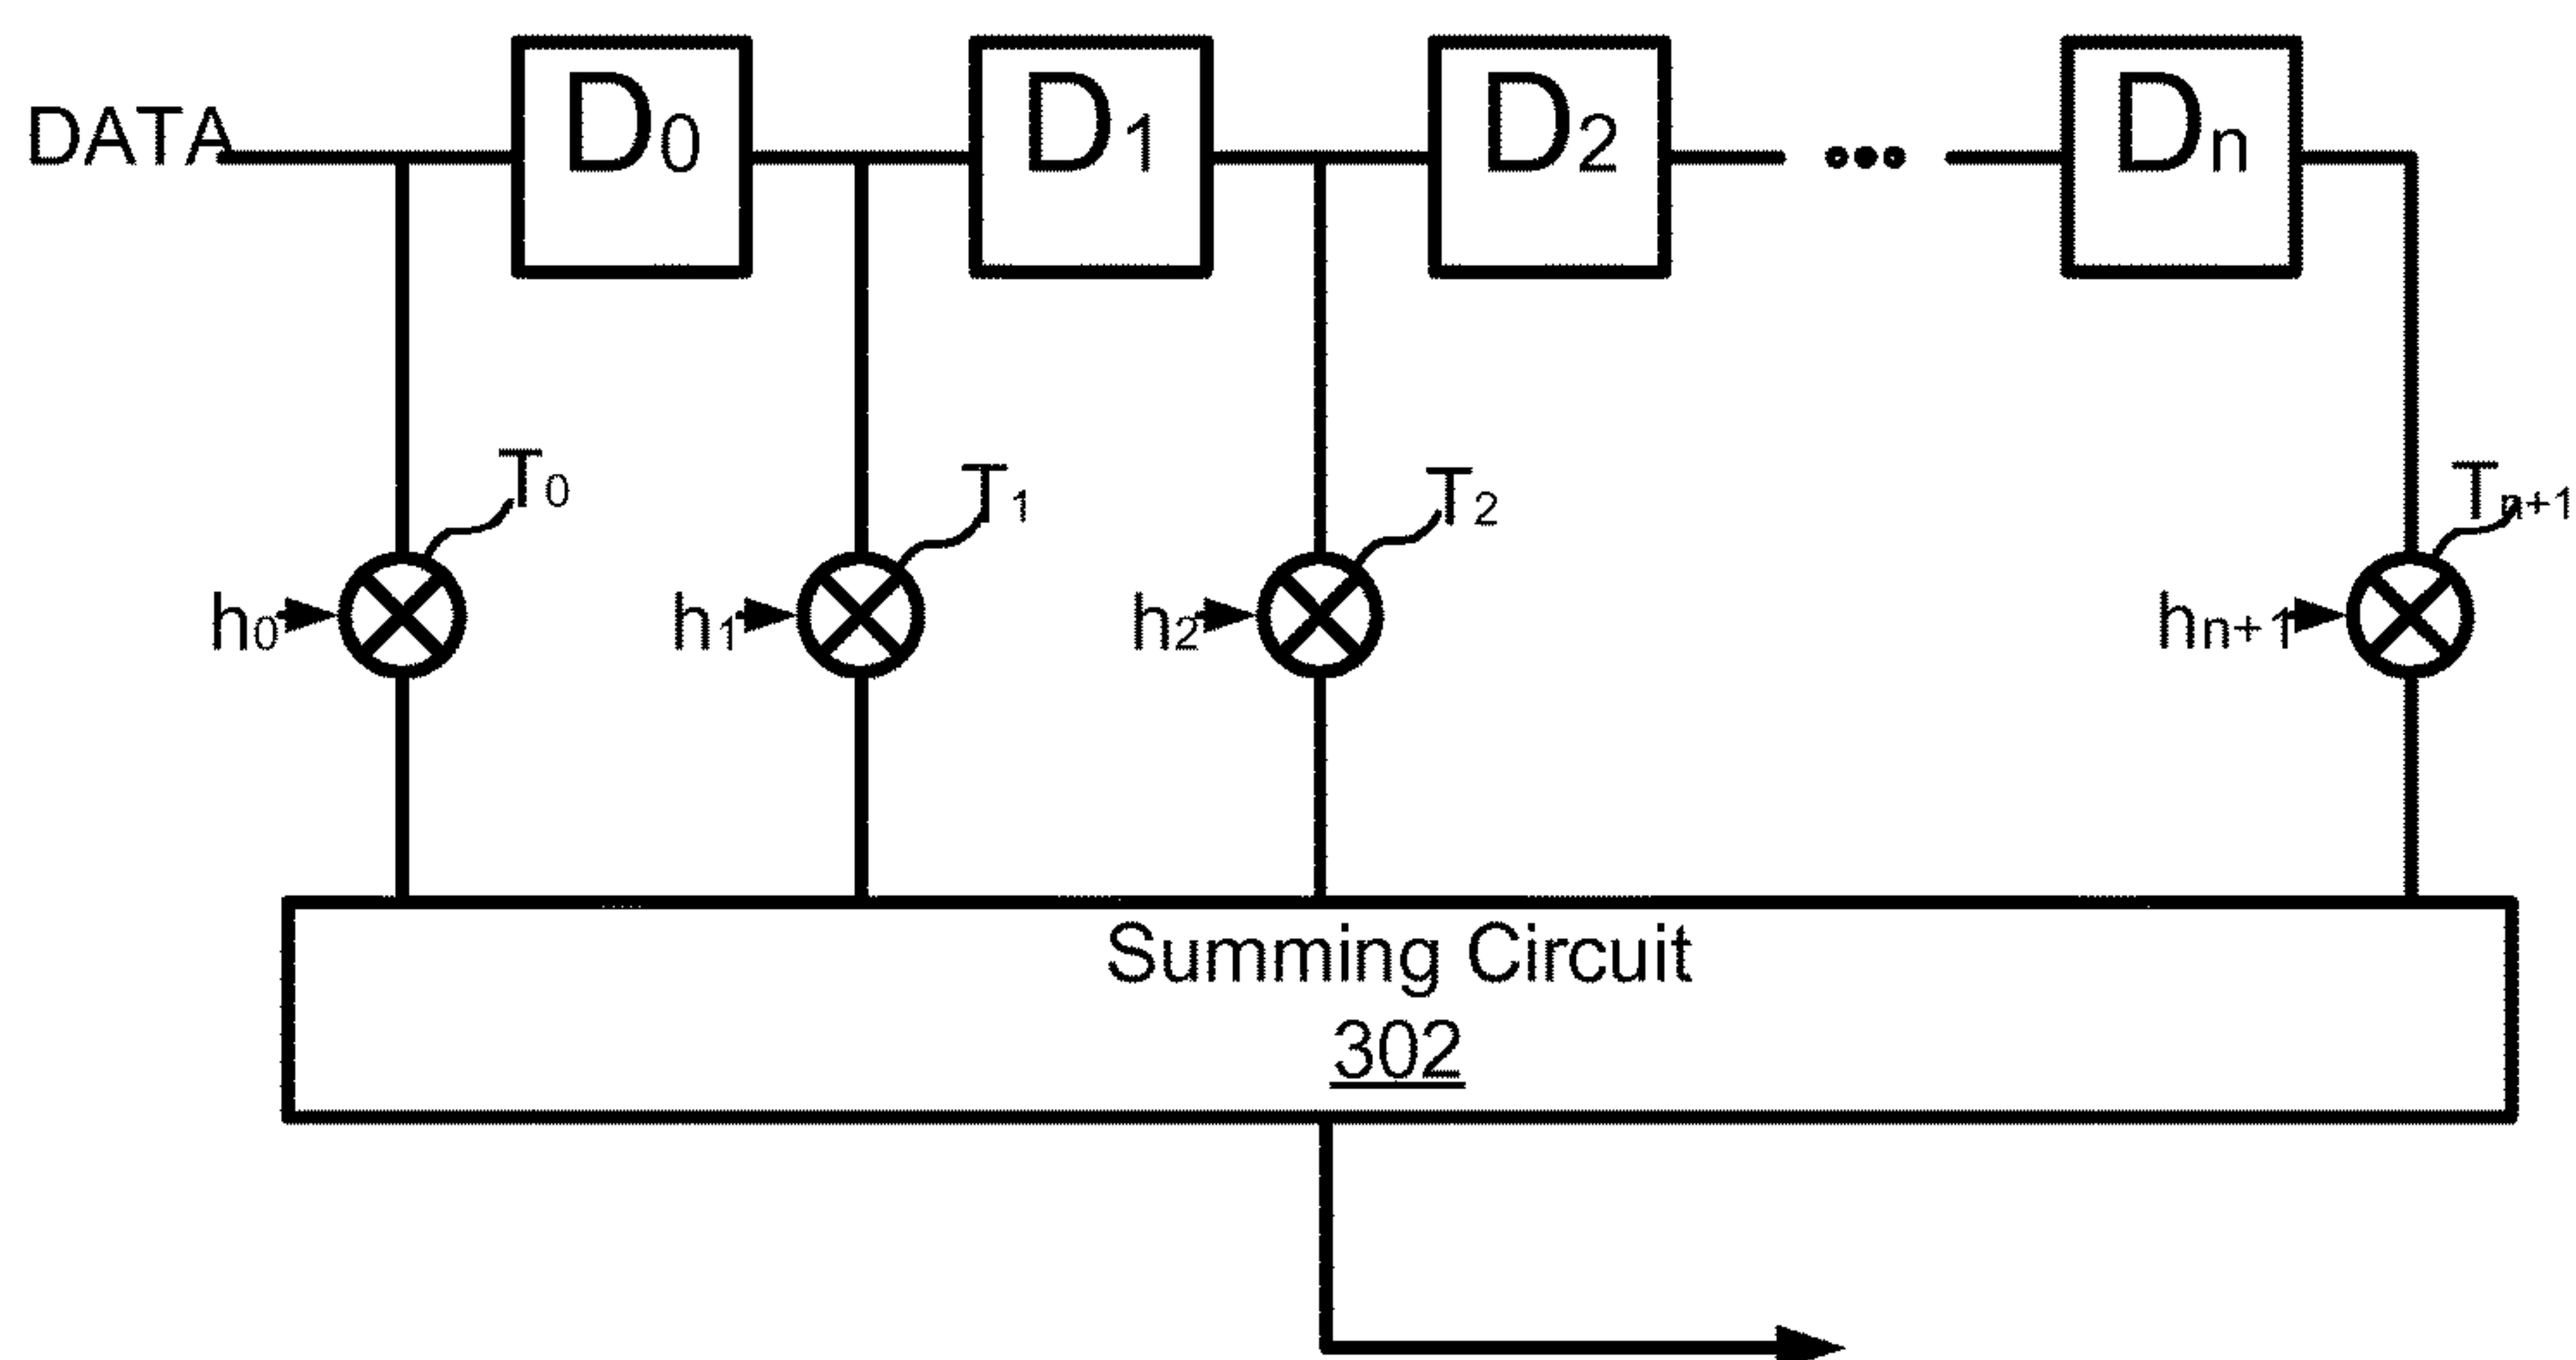 DATA D0 D1 D2 ••• Dn
T0 T1 T2 Tn+1
h0 h1 h2 hn+1
Summing Circuit
302